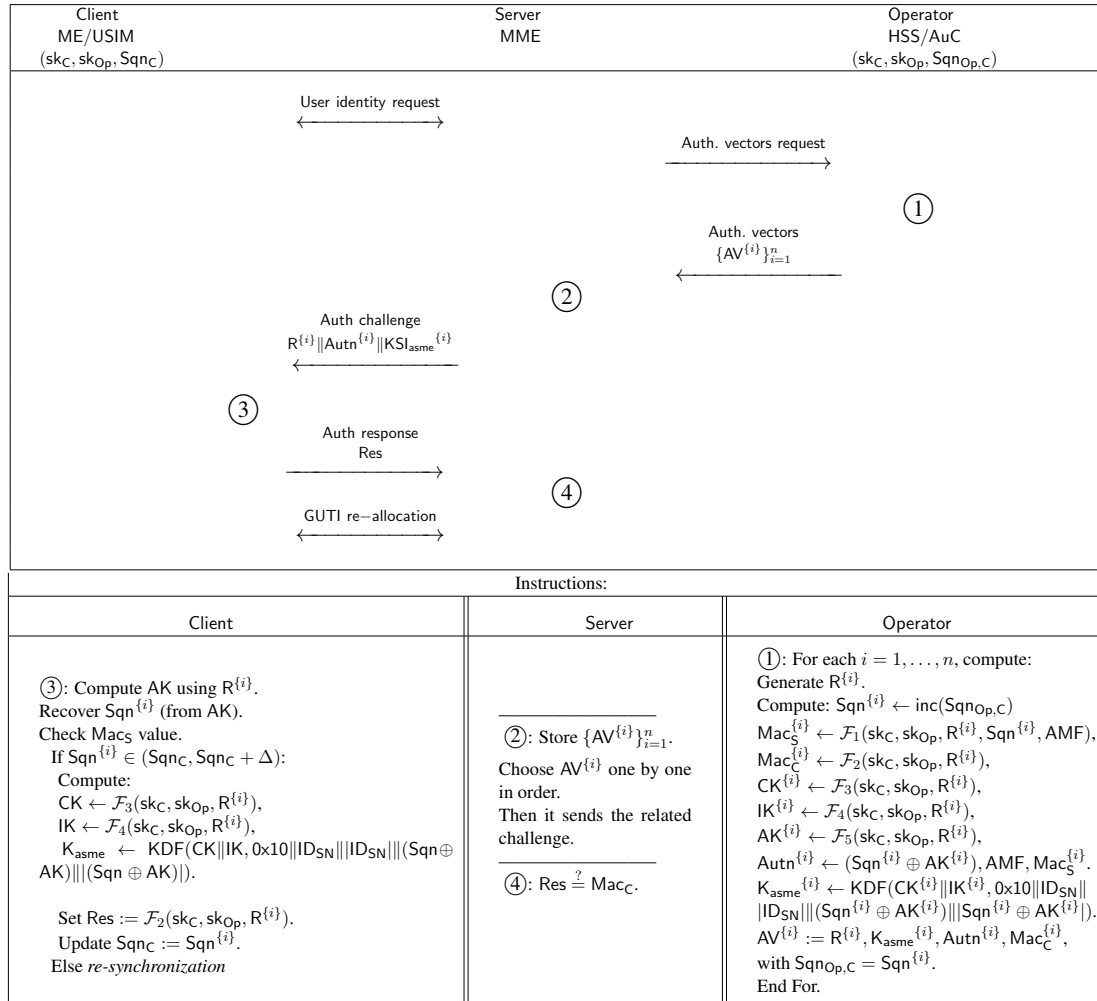 Client Server Operator
ME/USIM MME HSS/AuC
(sk_C, sk_Op, Sqn_C) (sk_C, sk_Op, Sqn_Op,C)
User identity request
Auth. vectors request
①
Auth. vectors
{AV^{i}}^n_{i=1}
②
Auth challenge
R^{i}‖Autn^{i}‖KSI_asme^{i}
③
Auth response
Res
④
GUTI re−allocation
Instructions:
Client Server Operator
③: Compute AK using R^{i}.
Recover Sqn^{i} (from AK).
Check Mac_S value.
If Sqn^{i} ∈ (Sqn_C, Sqn_C + Δ):
Compute:
CK ← F_3(sk_C, sk_Op, R^{i}),
IK ← F_4(sk_C, sk_Op, R^{i}),
K_asme ← KDF(CK‖IK, 0x10‖ID_SN‖|ID_SN|‖(Sqn⊕
AK)‖|(Sqn ⊕ AK)|).
Set Res := F_2(sk_C, sk_Op, R^{i}).
Update Sqn_C := Sqn^{i}.
Else re-synchronization
②: Store {AV^{i}}^n_{i=1}.
Choose AV^{i} one by one
in order.
Then it sends the related
challenge.
④: Res ≟ Mac_C.
①: For each i = 1, . . . , n, compute:
Generate R^{i}.
Compute: Sqn^{i} ← inc(Sqn_Op,C)
Mac_S^{i} ← F_1(sk_C, sk_Op, R^{i}, Sqn^{i}, AMF),
Mac_C^{i} ← F_2(sk_C, sk_Op, R^{i}),
CK^{i} ← F_3(sk_C, sk_Op, R^{i}),
IK^{i} ← F_4(sk_C, sk_Op, R^{i}),
AK^{i} ← F_5(sk_C, sk_Op, R^{i}),
Autn^{i} ← (Sqn^{i} ⊕ AK^{i}), AMF, Mac_S^{i}.
K_asme^{i} ← KDF(CK^{i}‖IK^{i}, 0x10‖ID_SN‖
|ID_SN|‖(Sqn^{i} ⊕ AK^{i})‖|Sqn^{i} ⊕ AK^{i}|).
AV^{i} := R^{i}, K_asme^{i}, Autn^{i}, Mac_C^{i},
with Sqn_Op,C = Sqn^{i}.
End For.